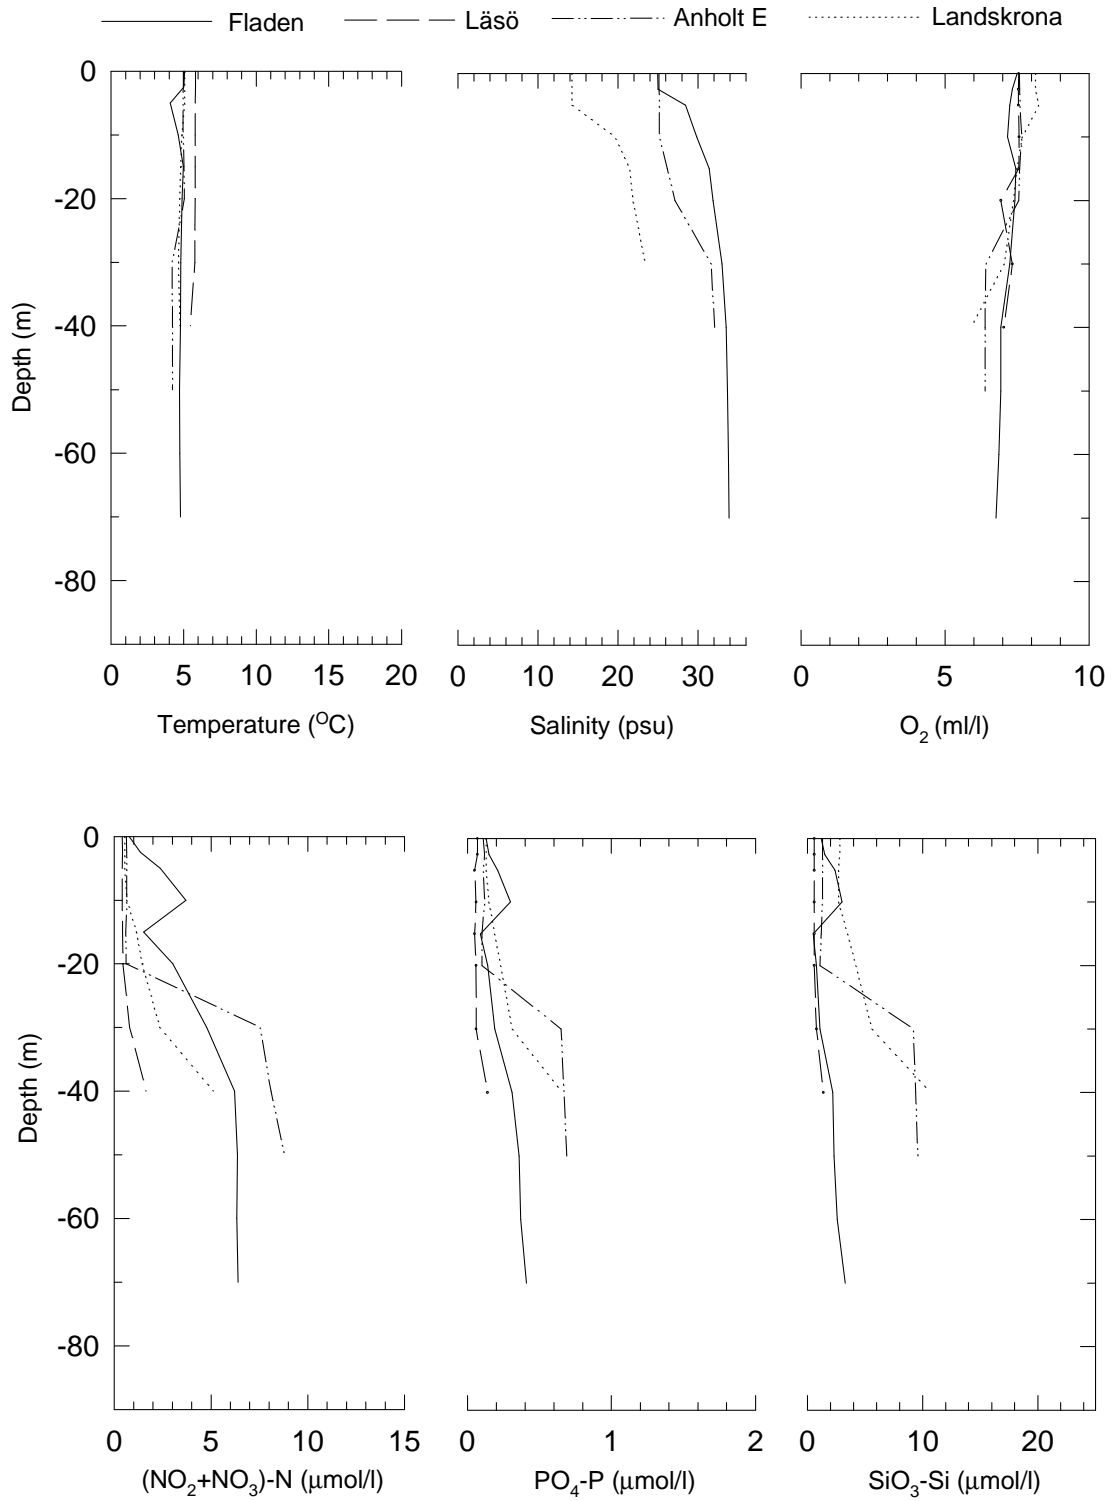 Fladen Läsö Anholt E Landskrona
0
-20
-40
-60
-80
Depth (m)
0 5 10 15 20 0 10 20 30 0 5 10
Temperature (OC) Salinity (psu) O2 (ml/l)
0
-20
-40
-60
-80
Depth (m)
0 5 10 15 0 1 2 0 10 20
(NO2+NO3)-N (μmol/l) PO4-P (μmol/l) SiO3-Si (μmol/l)